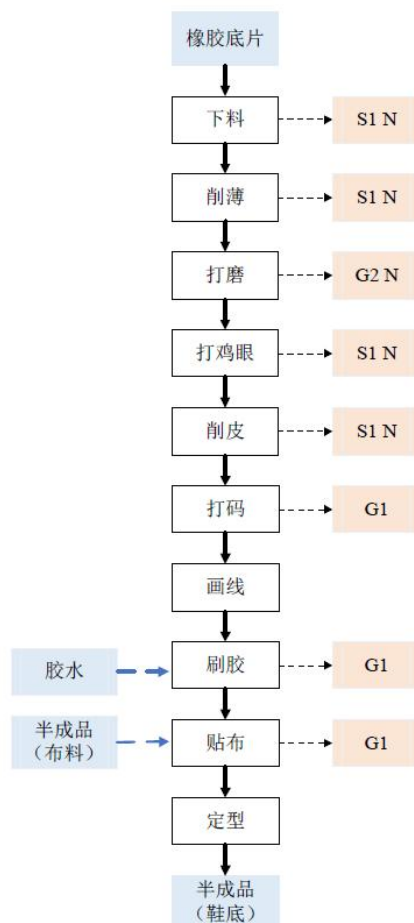 橡胶底片
下料
S1 N
削薄
S1 N
打磨
G2 N
打鸡眼
S1 N
削皮
S1 N
打码
G1
画线
胶水
刷胶
G1
半成品
（布料）
贴布
G1
定型
半成品
（鞋底）